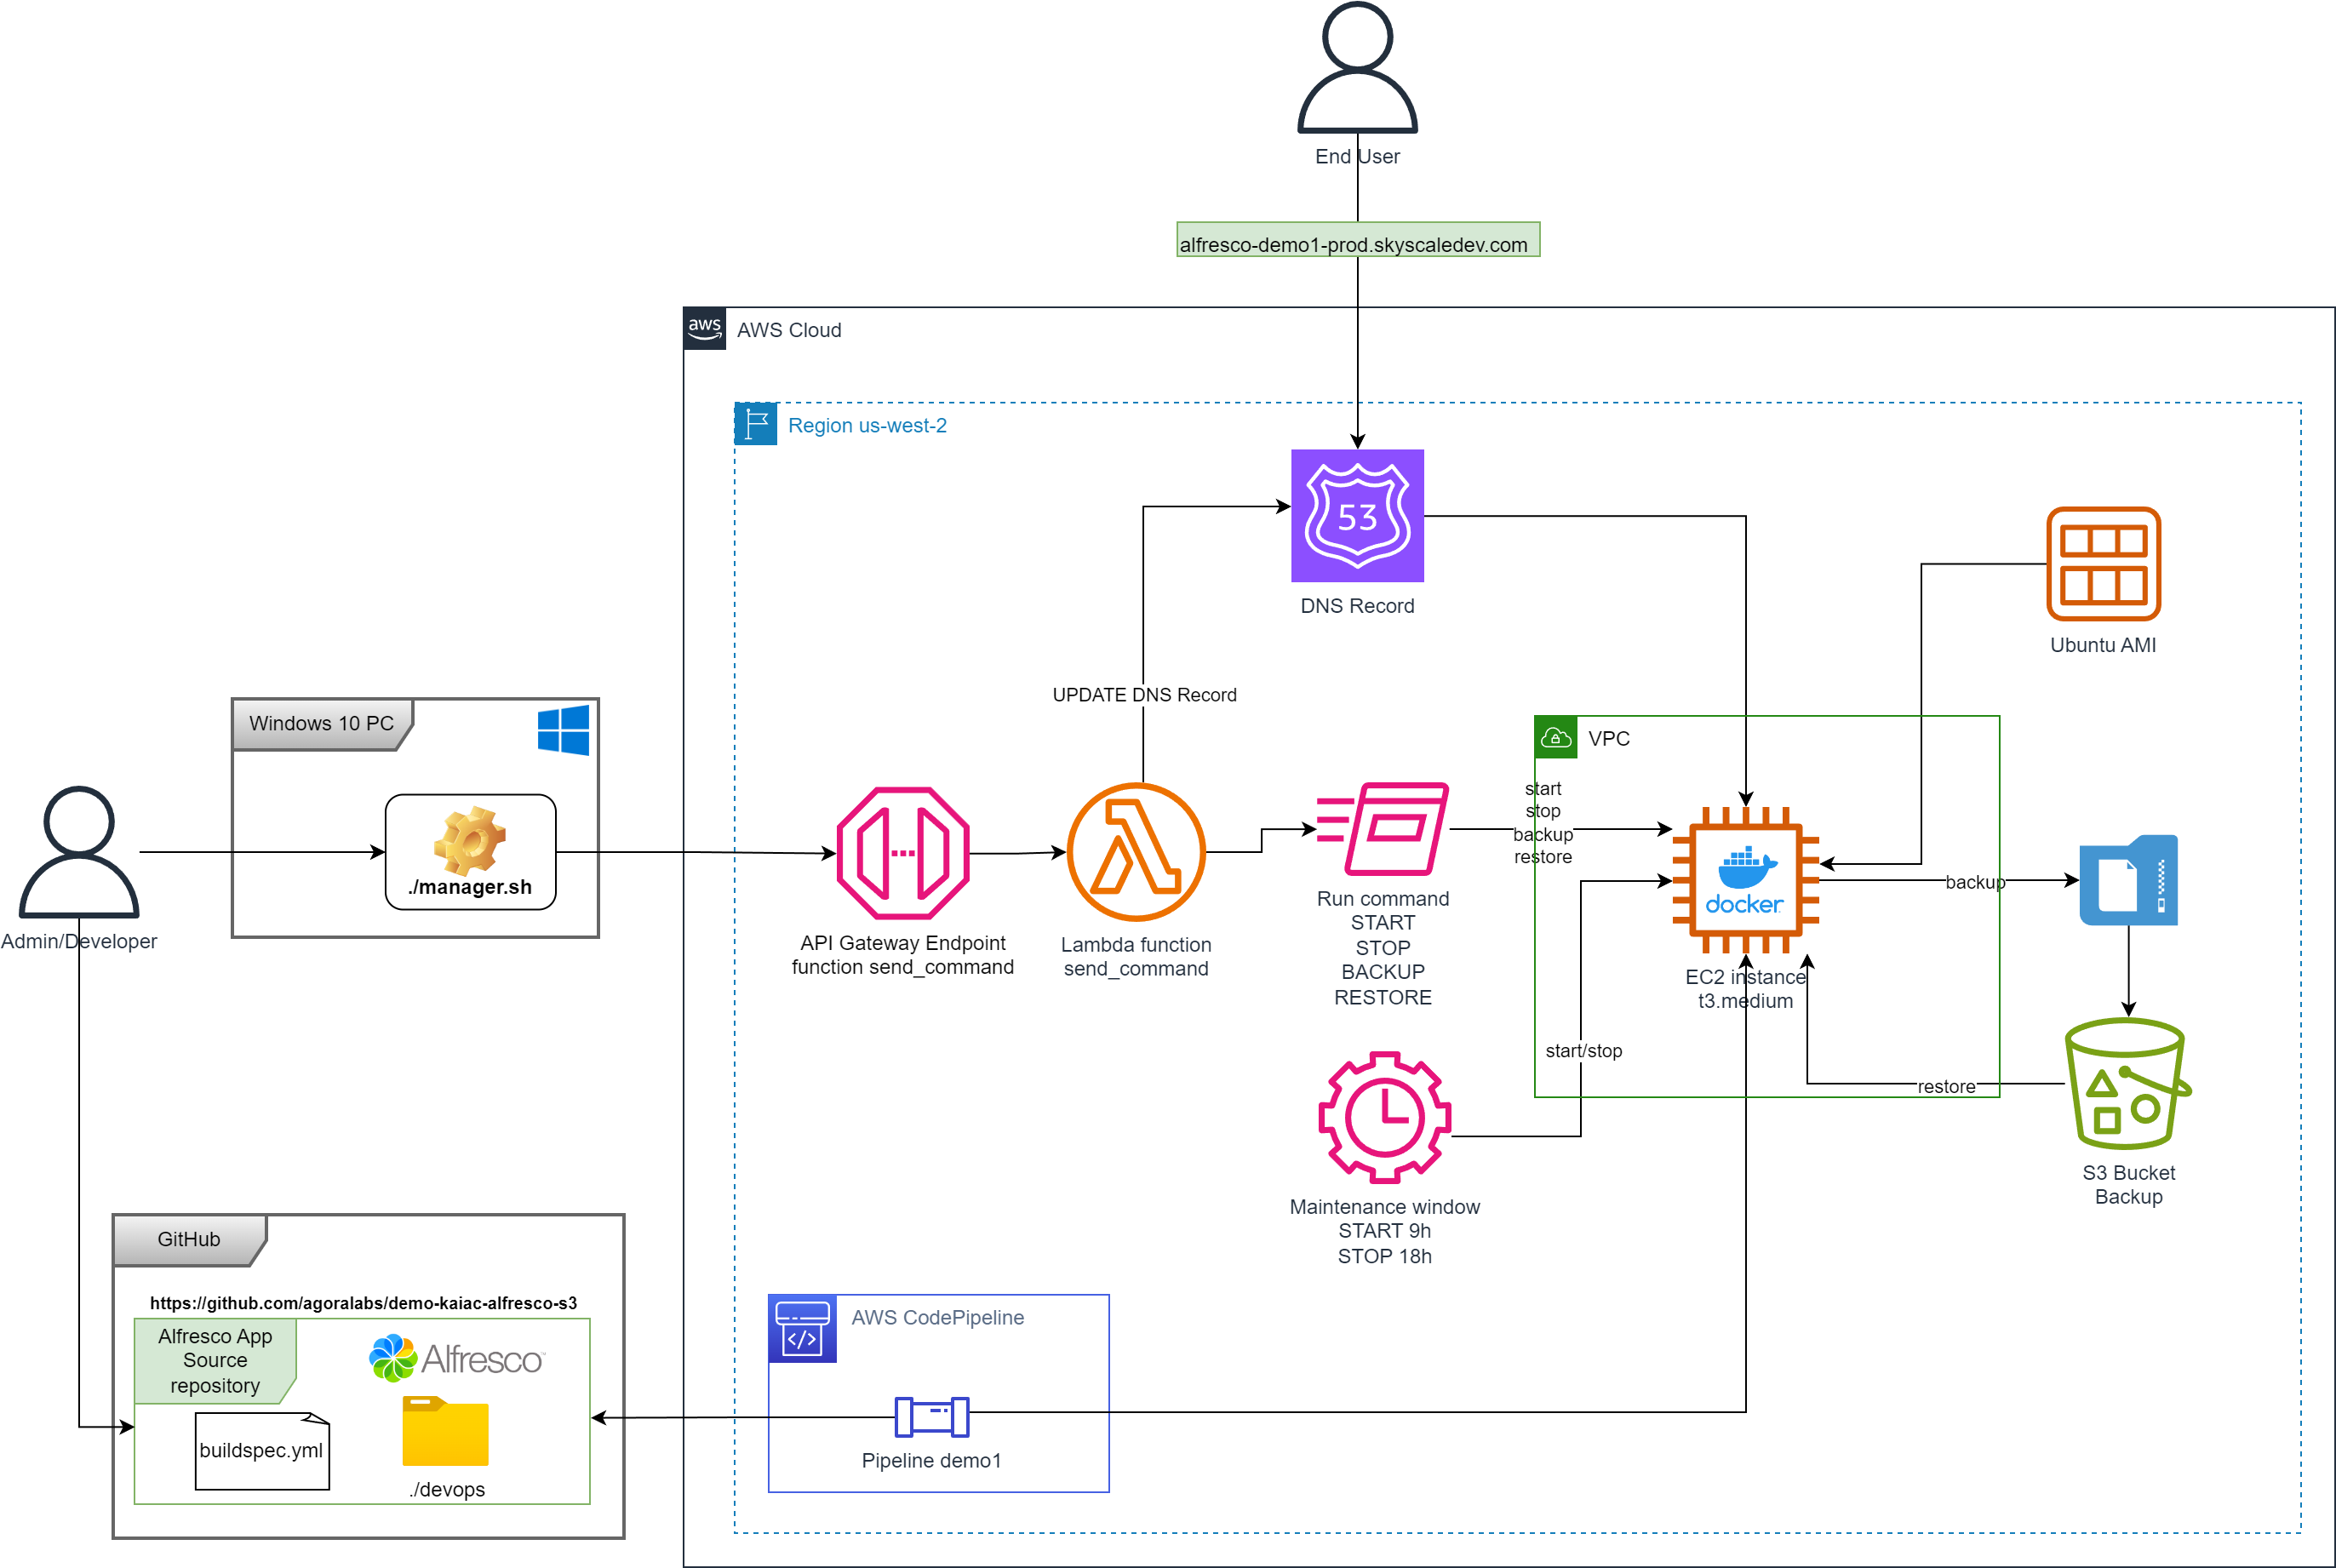 End User
alfresco-demo1-prod.skyscaledev.com
aws
AWS Cloud
Region us-west-2
53
DNS Record
Ubuntu AMI
UPDATE DNS Record
Windows 10 PC
./manager.sh
Admin/Developer
API Gateway Endpoint
function send_command
Lambda function
send_command
Run command
START
STOP
BACKUP
RESTORE
start
stop
backup
restore
VPC
docker
EC2 instance
t3.medium
backup
start/stop
restore
S3 Bucket
Backup
Maintenance window
START 9h
STOP 18h
GitHub
https://github.com/agoralabs/demo-kaiac-alfresco-s3
Alfresco App
Source
repository
Alfresco
buildspec.yml
./devops
AWS CodePipeline
</>
Pipeline demo1